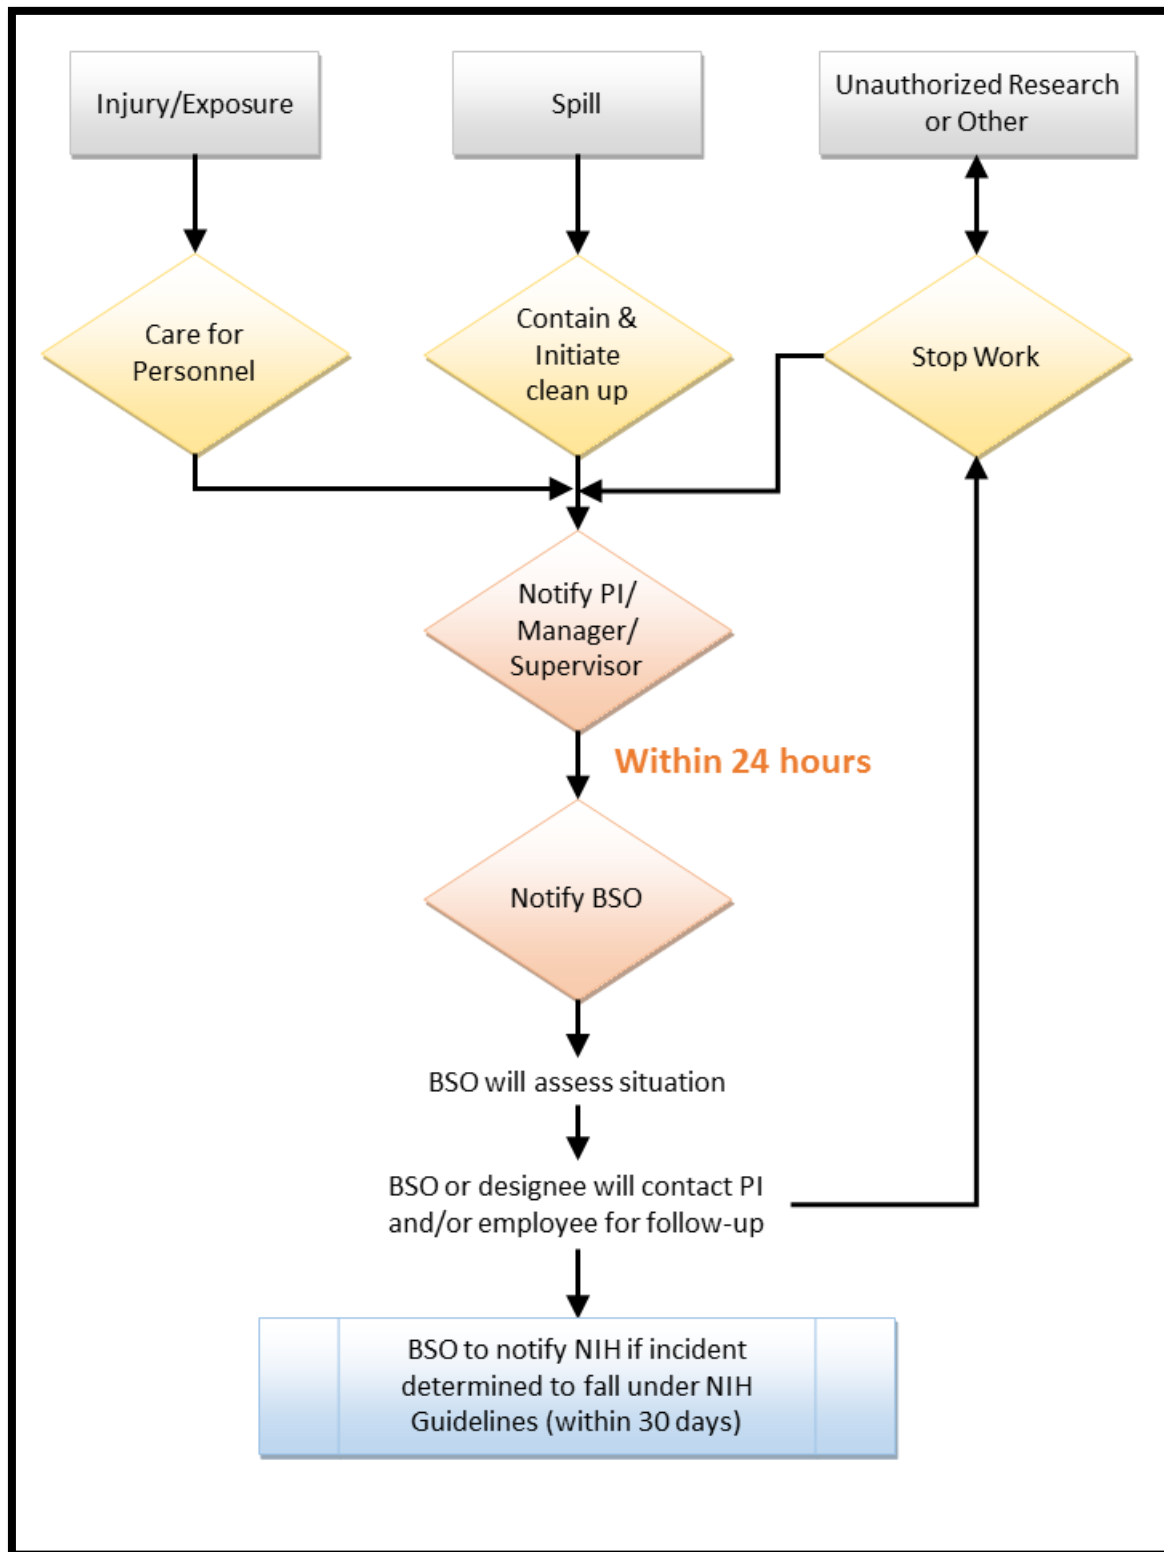 Injury/Exposure
Spill
Unauthorized Research
or Other
Care for
Personnel
Contain &
Initiate
clean up
Stop Work
Notify PI/
Manager/
Supervisor
Within 24 hours
Notify BSO
BSO will assess situation
BSO or designee will contact PI
and/or employee for follow-up
BSO to notify NIH if incident
determined to fall under NIH
Guidelines (within 30 days)